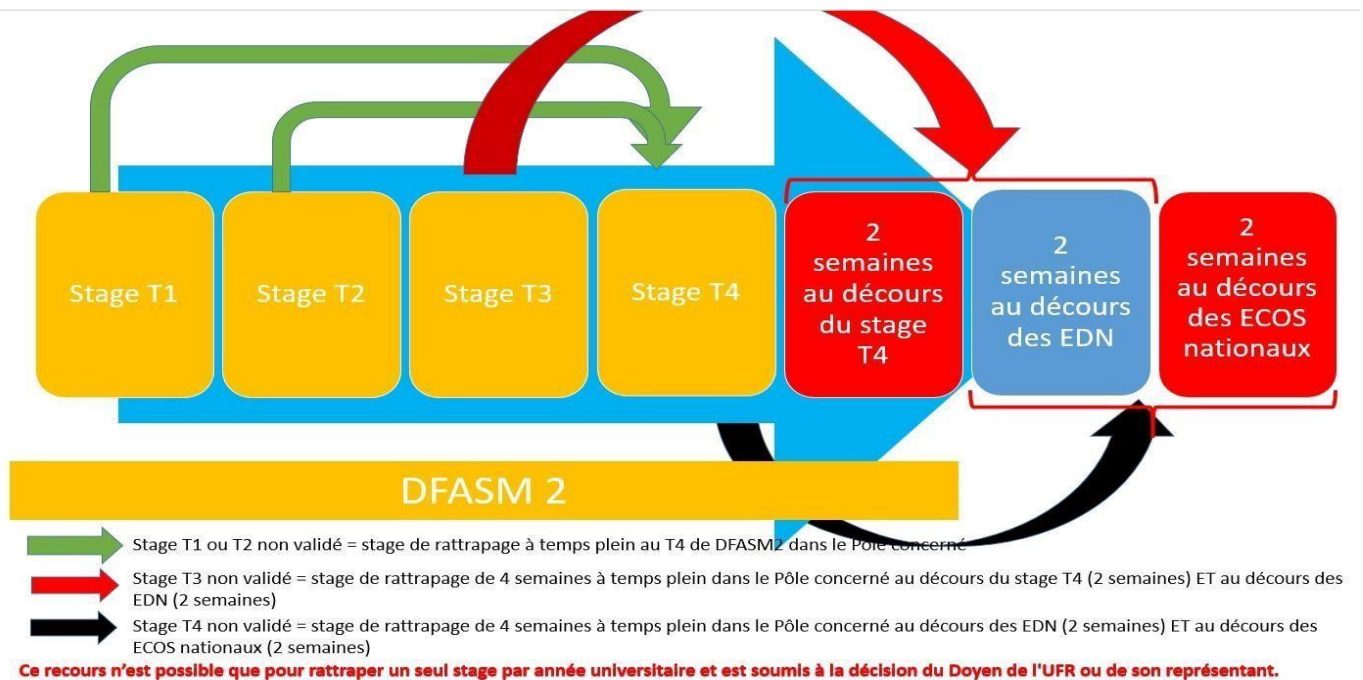 Stage T1
Stage T2
Stage T3
Stage T4
2
semaines
au décours
du stage
T4
2
semaines
au décours
des EDN
2
semaines
au décours
des ECOS
nationaux
DFASM 2
Stage T1 ou T2 non validé = stage de rattrapage à temps plein au T4 de DFASM2 dans le Pôle concerné
Stage T3 non validé = stage de rattrapage de 4 semaines à temps plein dans le Pôle concerné au décours du stage T4 (2 semaines) ET au décours des
EDN (2 semaines)
Stage T4 non validé = stage de rattrapage de 4 semaines à temps plein dans le Pôle concerné au décours des EDN (2 semaines) ET au décours des
ECOS nationaux (2 semaines)
Ce recours n'est possible que pour rattraper un seul stage par année universitaire et est soumis à la décision du Doyen de l'UFR ou de son représentant.